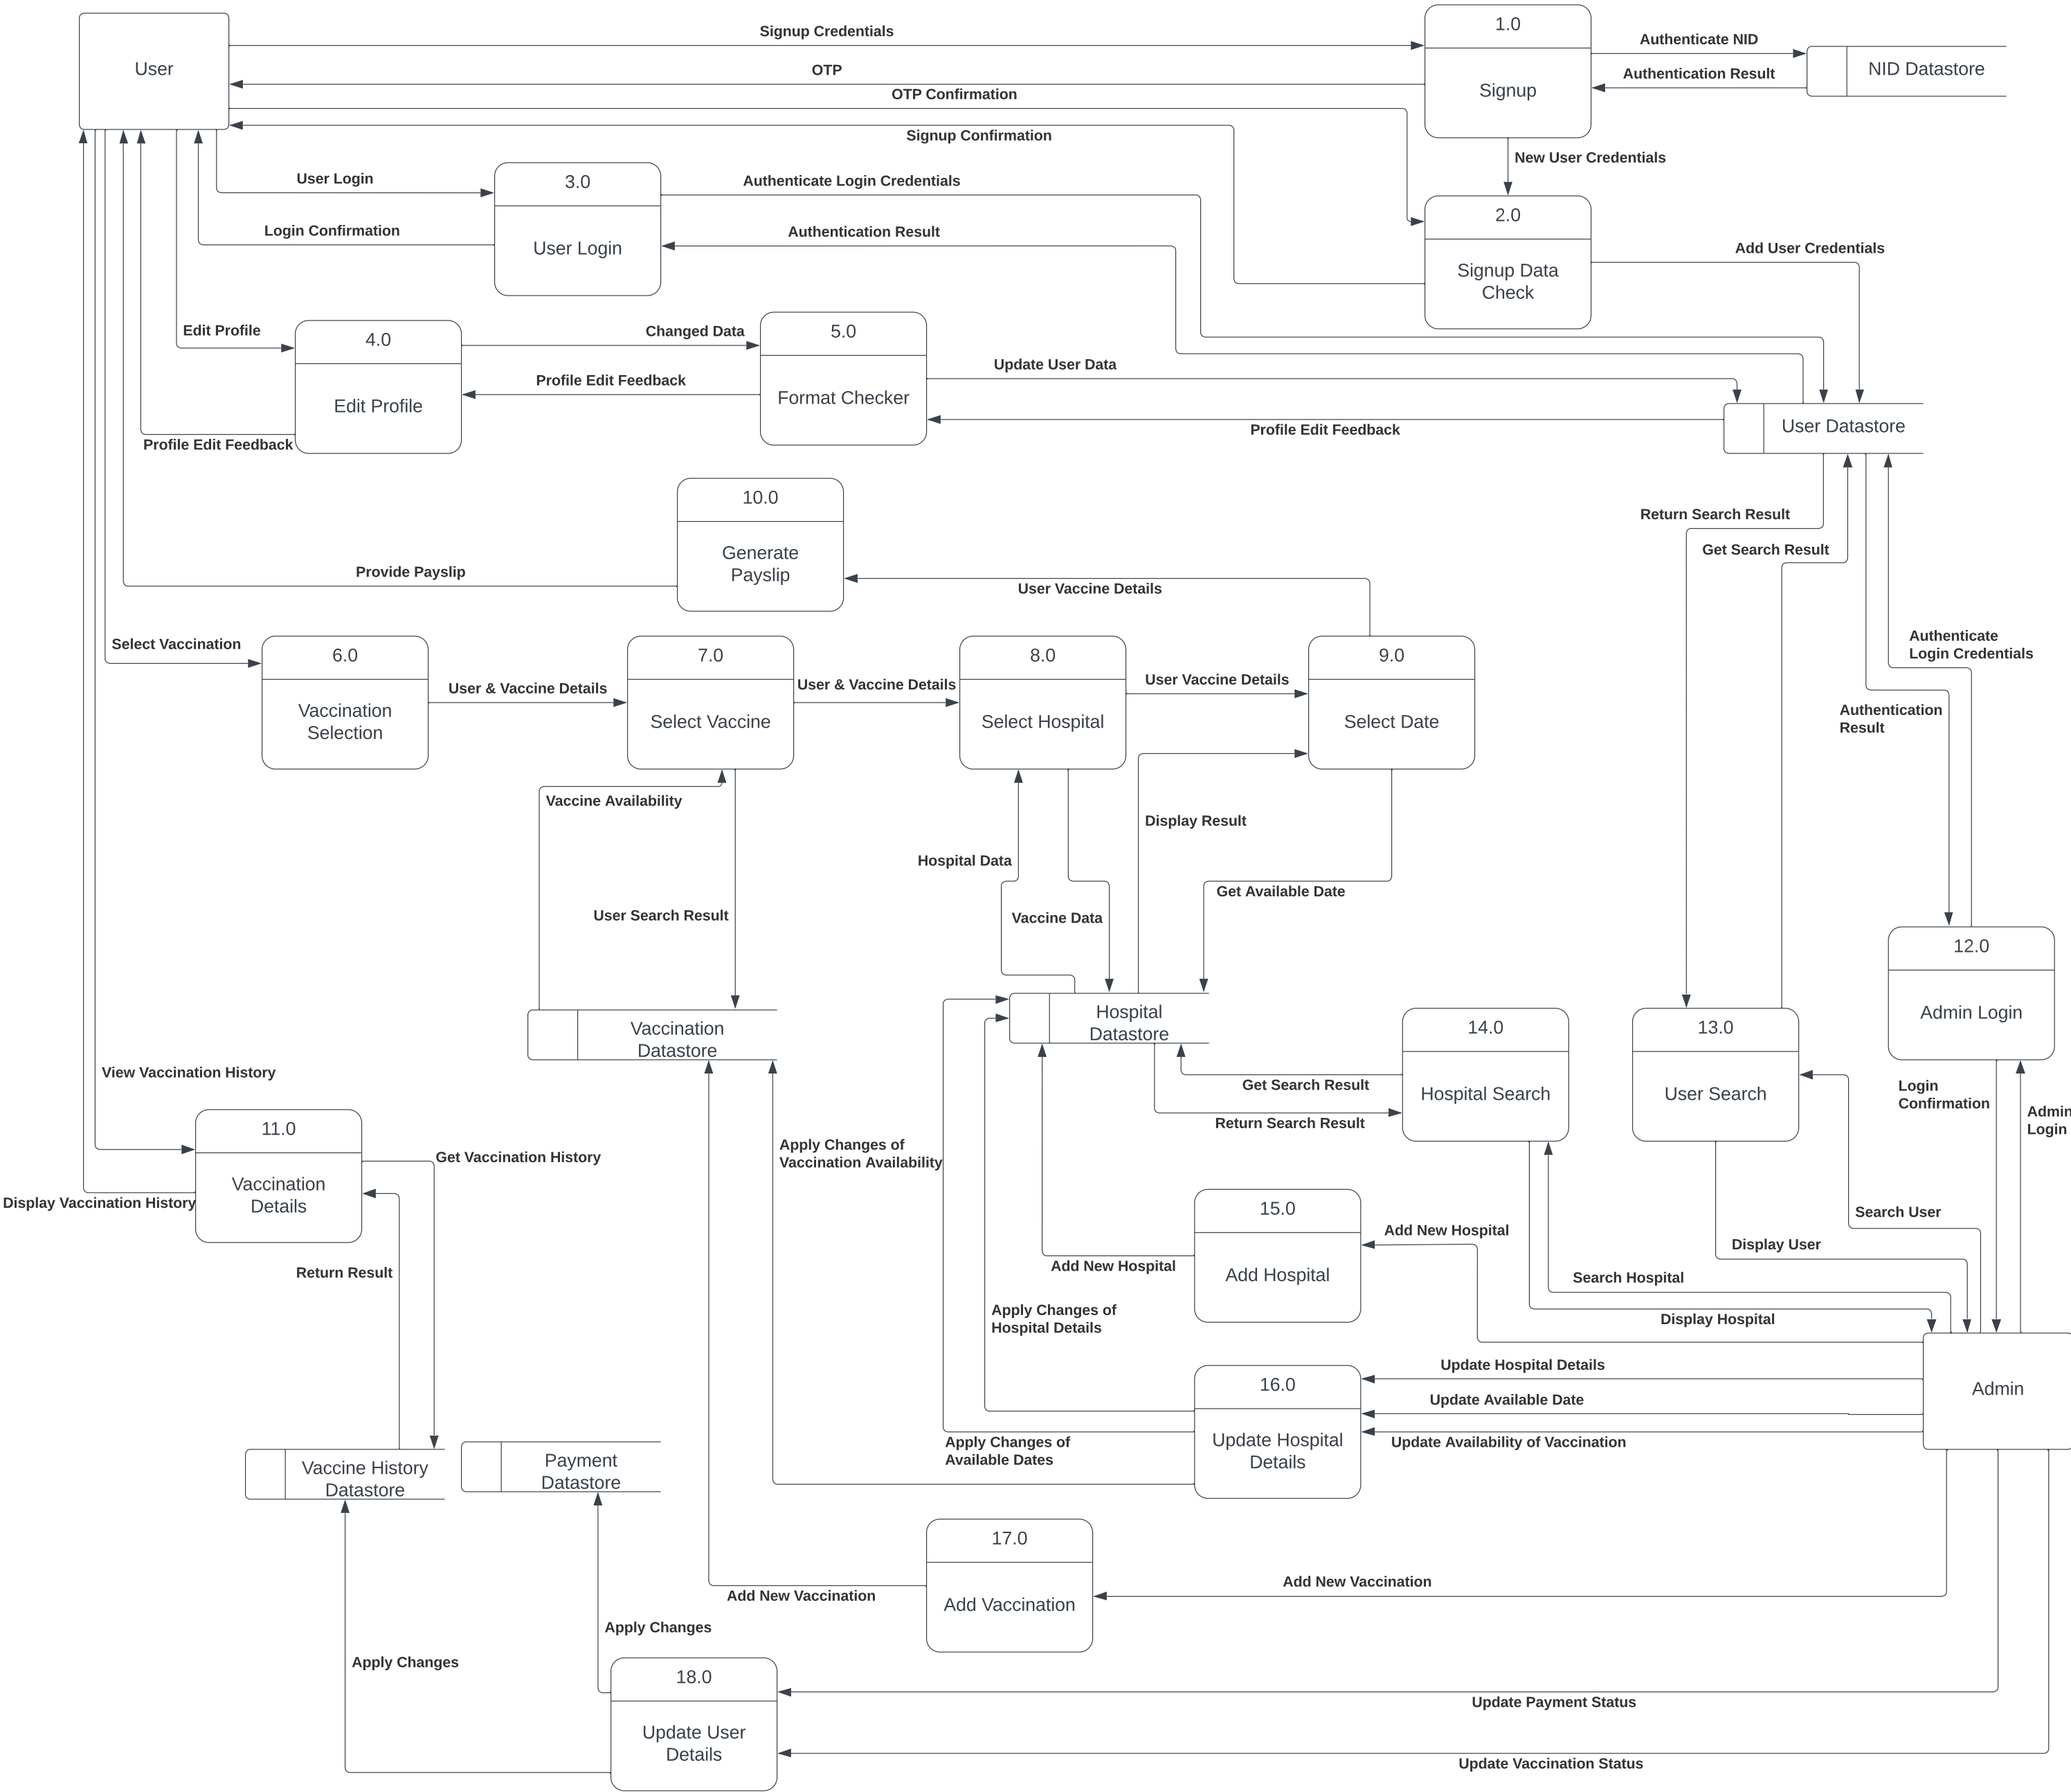 User
Signup Credentials
1.0
Signup
Authenticate NID
Authentication Result
NID Datastore
OTP
OTP Confirmation
Signup Confirmation
New User Credentials
User Login
3.0
User Login
Login Confirmation
Authenticate Login Credentials
Authentication Result
2.0
Signup Data
Check
Add User Credentials
Edit Profile
4.0
Edit Profile
Changed Data
Profile Edit Feedback
5.0
Format Checker
Update User Data
Profile Edit Feedback
User Datastore
Profile Edit Feedback
10.0
Generate
Payslip
Provide Payslip
User Vaccine Details
Return Search Result
Get Search Result
Select Vaccination
6.0
Vaccination
Selection
User & Vaccine Details
7.0
Select Vaccine
User & Vaccine Details
8.0
Select Hospital
User Vaccine Details
9.0
Select Date
Authenticate
Login Credentials
Authentication
Result
Vaccine Availability
User Search Result
Hospital Data
Vaccine Data
Display Result
Get Available Date
12.0
Admin Login
Vaccination
Datastore
Hospital
Datastore
14.0
Hospital Search
13.0
User Search
Get Search Result
Return Search Result
Login
Confirmation
Admin
Login
View Vaccination History
11.0
Vaccination
Details
Get Vaccination History
Display Vaccination History
Return Result
Apply Changes of
Vaccination Availability
15.0
Add Hospital
Add New Hospital
Add New Hospital
Search User
Display User
Search Hospital
Display Hospital
Apply Changes of
Hospital Details
16.0
Update Hospital
Details
Update Hospital Details
Update Available Date
Update Availability of Vaccination
Admin
Apply Changes of
Available Dates
Vaccine History
Datastore
Payment
Datastore
17.0
Add Vaccination
Add New Vaccination
Add New Vaccination
Apply Changes
Apply Changes
18.0
Update User
Details
Update Payment Status
Update Vaccination Status